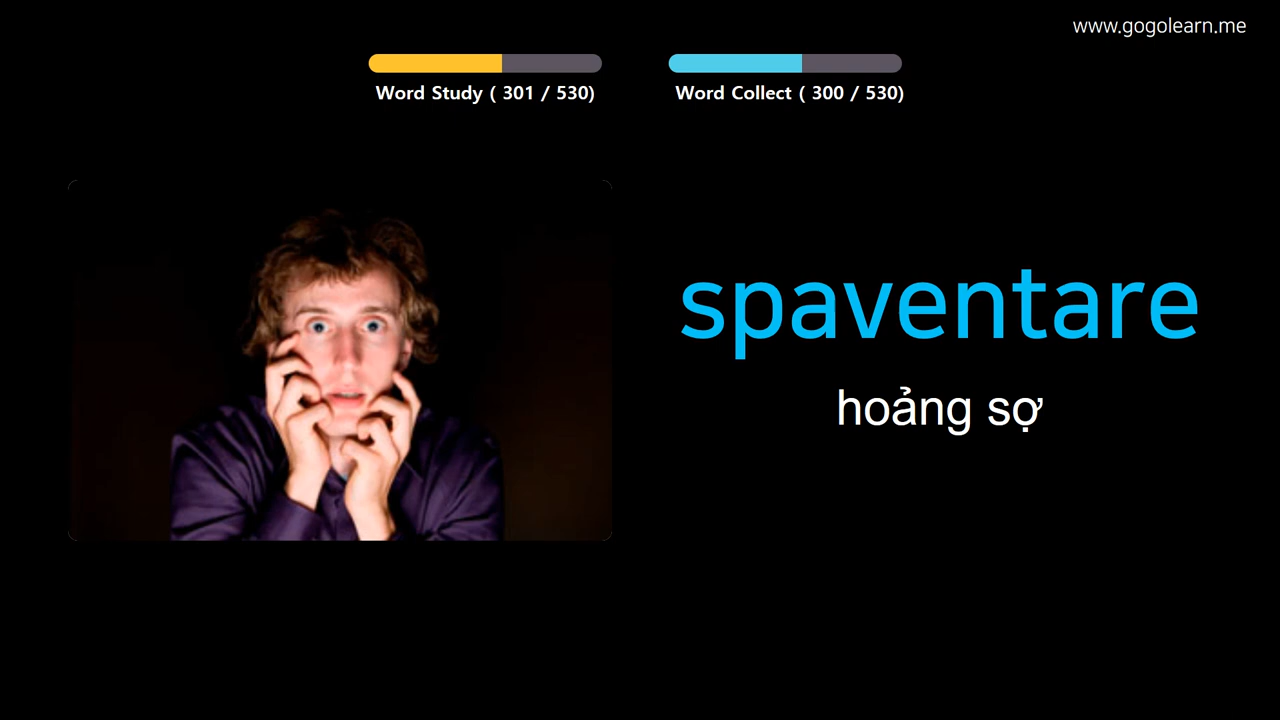 www.gogolearn.me
Word Study ( 301 / 530)
Word Collect ( 300 / 530)
spaventare
hoảng sợ